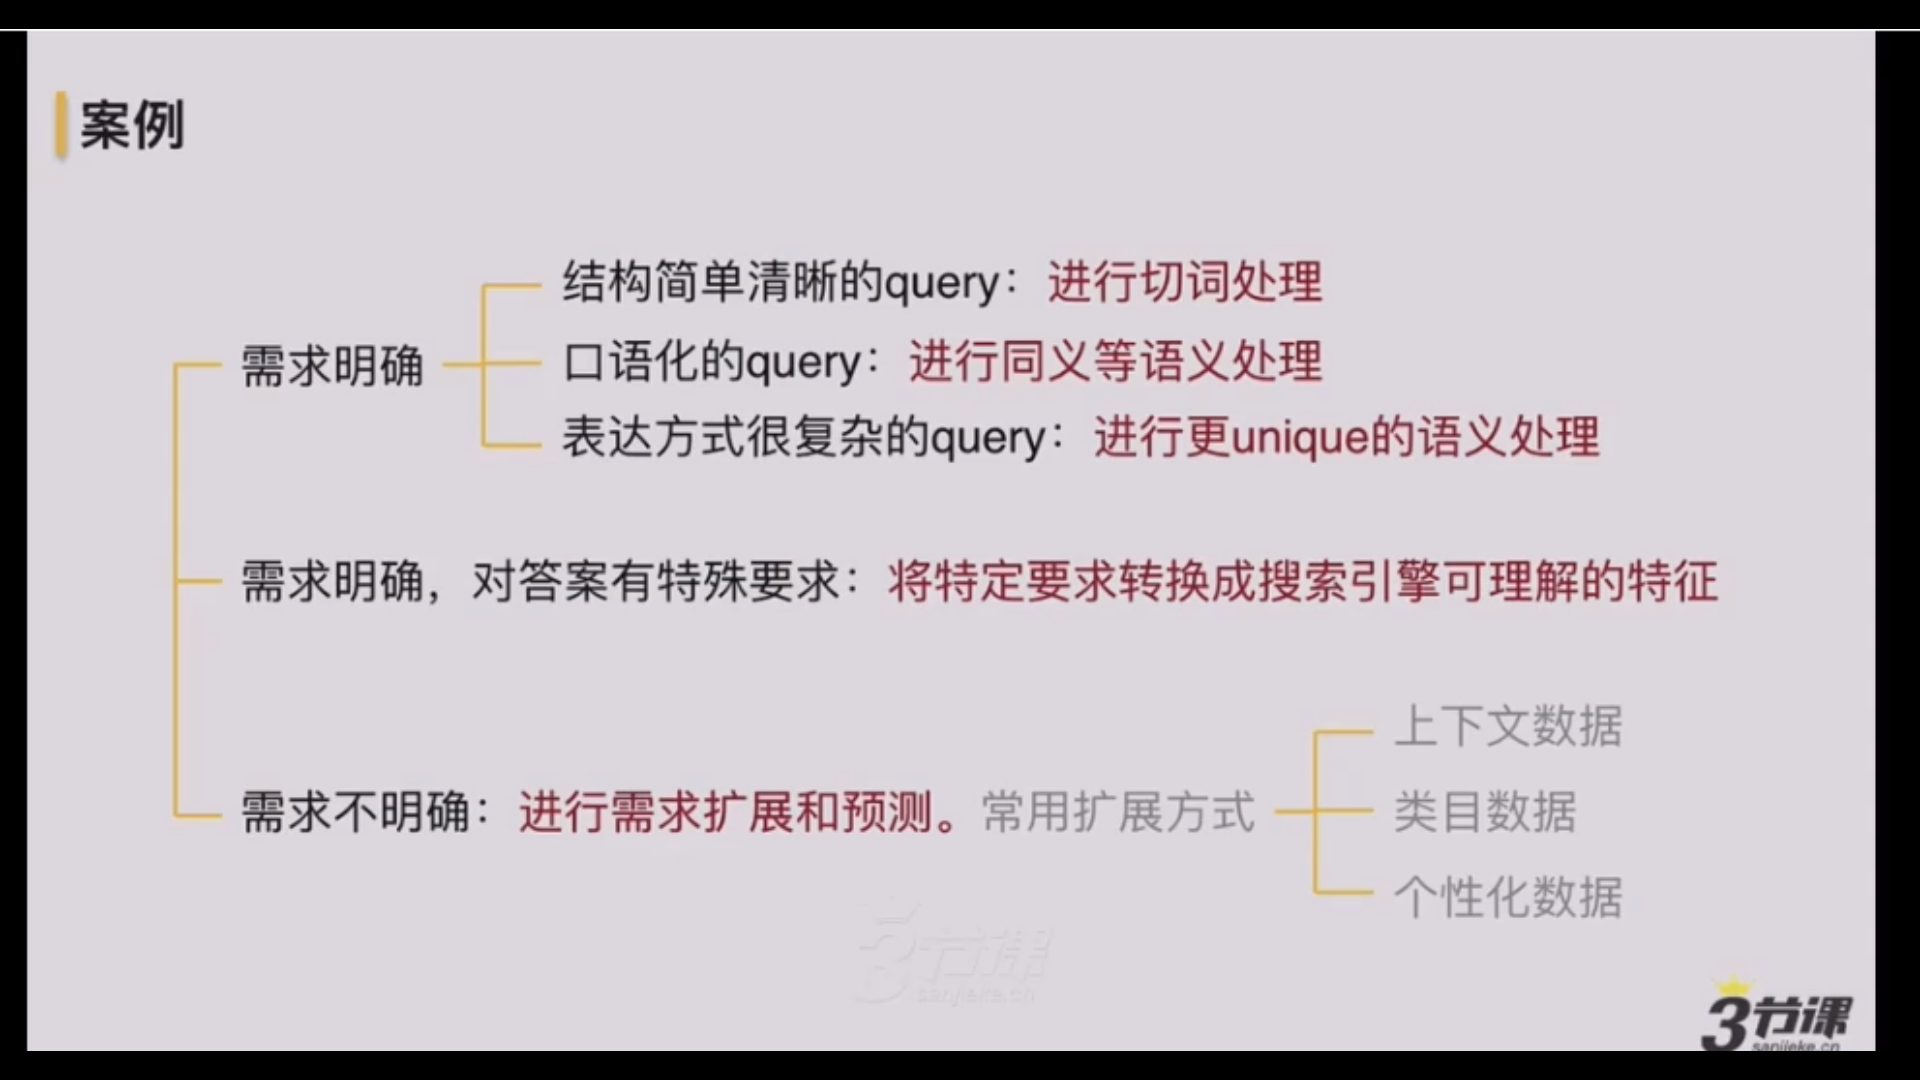 案例
结构简单清晰的query：进行切词处理
需求明确
口语化的query：进行同义等语义处理
表达方式很复杂的query：进行更unique的语义处理
需求明确，对答案有特殊要求：将特定要求转换成搜索引擎可理解的特征
上下文数据
需求不明确：进行需求扩展和预测。常用扩展方式
类目数据
个性化数据
3节课
sanjieke.cn
3节课
sanjieke.cn